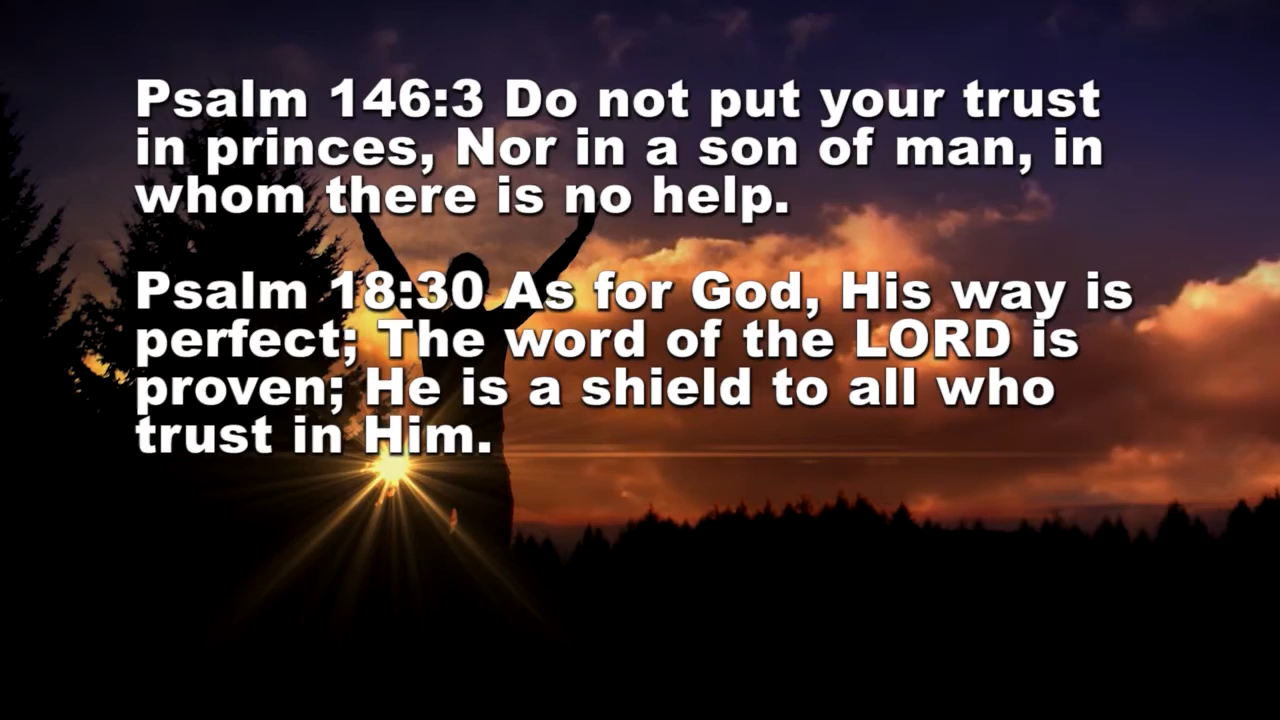 Psalm 146:3 Do not put your trust
in princes, Nor in a son of man, in
whom there is no help.
Psalm 18:30 As for God, His way is
perfect; The word of the LORD is
proven; He is a shield to all who
trust in Him.